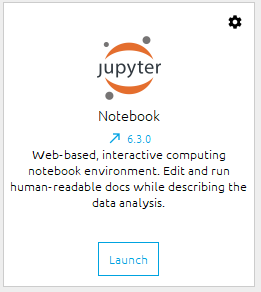 jupyter
Notebook
6.3.0
Web-based, interactive computing
notebook environment. Edit and run
human-readable docs while describing the
data analysis.
Launch